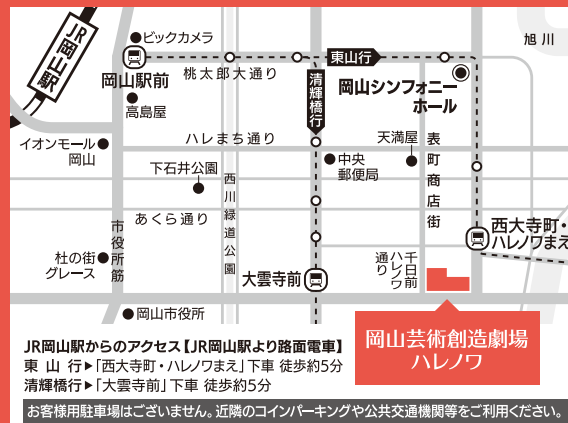 JR岡山駅
ビックカメラ
岡山駅前
高島屋
桃太郎大通り
東山行
清輝橋行
旭川
岡山シンフォニー
ホール
イオンモール
岡山
ハレまち通り
下石井公園
西川緑道公園
中央
郵便局
天満屋
表町商店街
あくら通り
市役所筋
杜の街
グレース
大雲寺前
千日前
ハレノワ
通り
西大寺町・
ハレノワまえ
岡山市役所
岡山芸術創造劇場
ハレノワ
JR岡山駅からのアクセス【JR岡山駅より路面電車】
東山行▶「西大寺町・ハレノワまえ」下車 徒歩約5分
清輝橋行▶「大雲寺前」下車 徒歩約5分
お客様用駐車場はございません。近隣のコインパーキングや公共交通機関等をご利用ください。